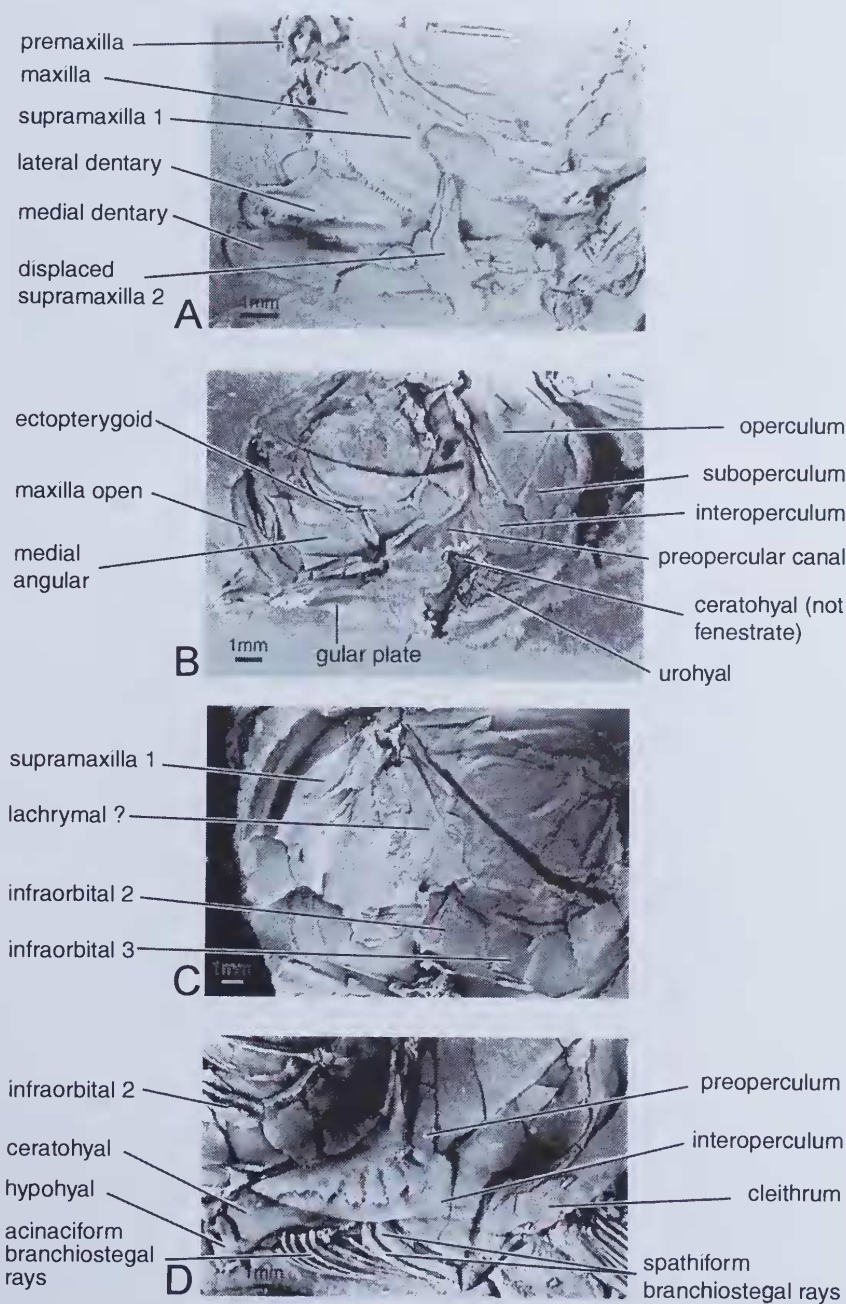 premaxilla
maxilla
supramaxilla 1
lateral dentary
medial dentary
displaced
supramaxilla 2
A
1mm
ectopterygoid
maxilla open
medial
angular
B
1mm
gular plate
operculum
suboperculum
interoperculum
preopercular canal
ceratohyal (not
fenestrate)
urohyal
supramaxilla 1
lachrymal ?
infraorbital 2
infraorbital 3
C
1mm
infraorbital 2
ceratohyal
hypohyal
acinaciform
branchiostegal
rays
D
1mm
preoperculum
interoperculum
cleithrum
spathiform
branchiostegal rays